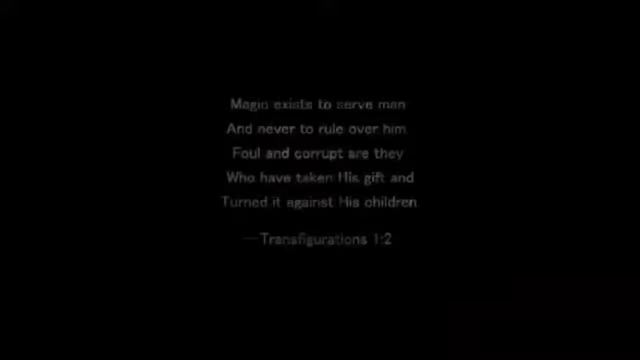 Magic exists to serve man
And never to rule over him
Foul and corrupt are they
Who have taken His gift and
Turned it against His children
—Transfigurations 1:2